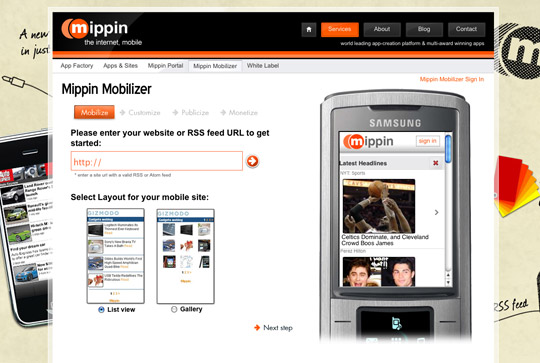 mippin
the internet, mobile
Services
About
Blog
Contact
world leading app-creation platform & multi-award winning apps
A new
in just
App Factory
Apps & Sites
Mippin Portal
Mippin Mobilizer
White Label
Mippin Mobilizer Sign In
Mippin Mobilizer
Mobilize
Customize
Publicize
Monetize
Please enter your website or RSS feed URL to get
started:
http://
* enter a site url with a valid RSS or Atom feed
Select Layout for your mobile site:
GIZMODO
GIZMODO
List view
Gallery
Next step
SAMSUNG
mippin
sign in
Latest Headlines
NYT: Sports
Celtics Dominate, and Cleveland
Crowd Boos James
Perez Hilton
RSS feed